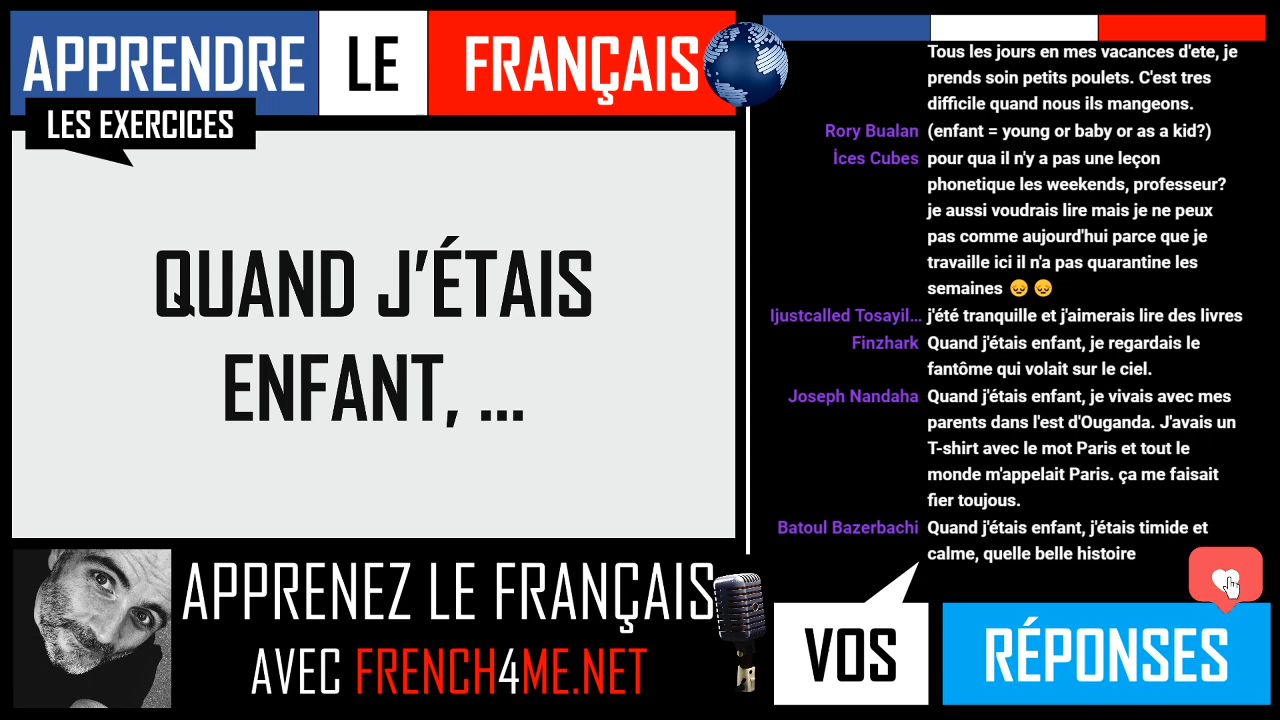 APPRENDRE LE FRANÇAIS
LES EXERCICES
QUAND J'ÉTAIS
ENFANT, ...
APPRENEZ LE FRANÇAIS
AVEC FRENCH4ME.NET
Tous les jours en mes vacances d'ete, je
prends soin petits poulets. C'est tres
difficile quand nous ils mangeons.
Rory Bualan (enfant = young or baby or as a kid?)
İces Cubes pour qua il n'y a pas une leçon
phonetique les weekends, professeur?
je aussi voudrais lire mais je ne peux
pas comme aujourd'hui parce que je
travaille ici il n'a pas quarantine les
semaines 😔 😔
Ijustcalled Tosayil... j'été tranquille et j'aimerais lire des livres
Finzhark Quand j'étais enfant, je regardais le
fantôme qui volait sur le ciel.
Joseph Nandaha Quand j'étais enfant, je vivais avec mes
parents dans l'est d'Ouganda. J'avais un
T-shirt avec le mot Paris et tout le
monde m'appelait Paris. ça me faisait
fier toujous.
Batoul Bazerbachi Quand j'étais enfant, j'étais timide et
calme, quelle belle histoire
VOS RÉPONSES